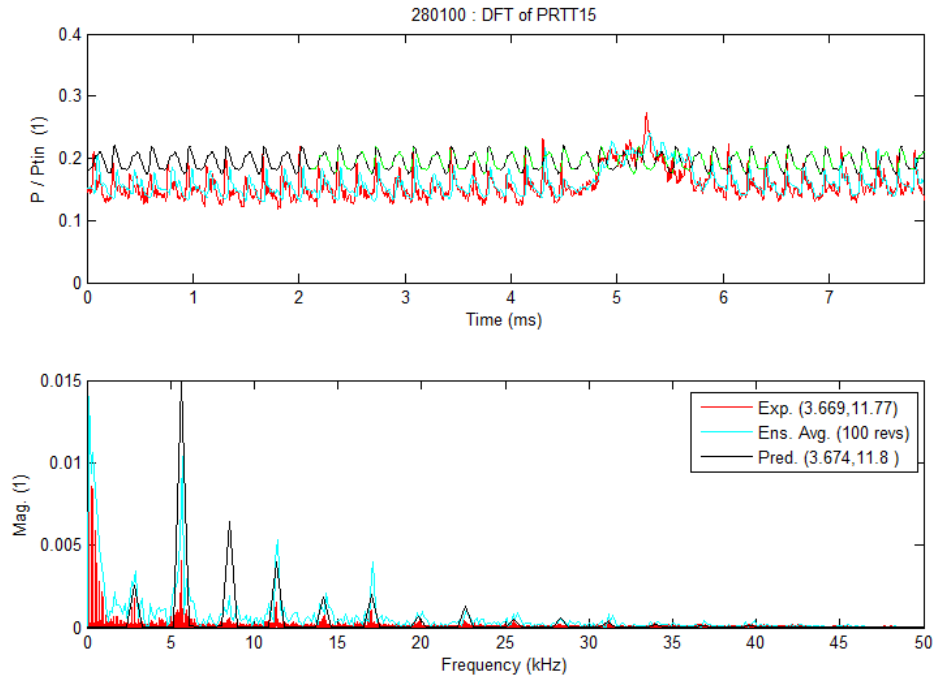 280100 : DFT of PRTT15
0.4
0.3
0.2
0.1
0
P / Ptin (1)
0 1 2 3 4 5 6 7
Time (ms)
0.015
0.01
0.005
0
Mag. (1)
Exp. (3.669,11.77)
Ens. Avg. (100 revs)
Pred. (3.674,11.8 )
0 5 10 15 20 25 30 35 40 45 50
Frequency (kHz)